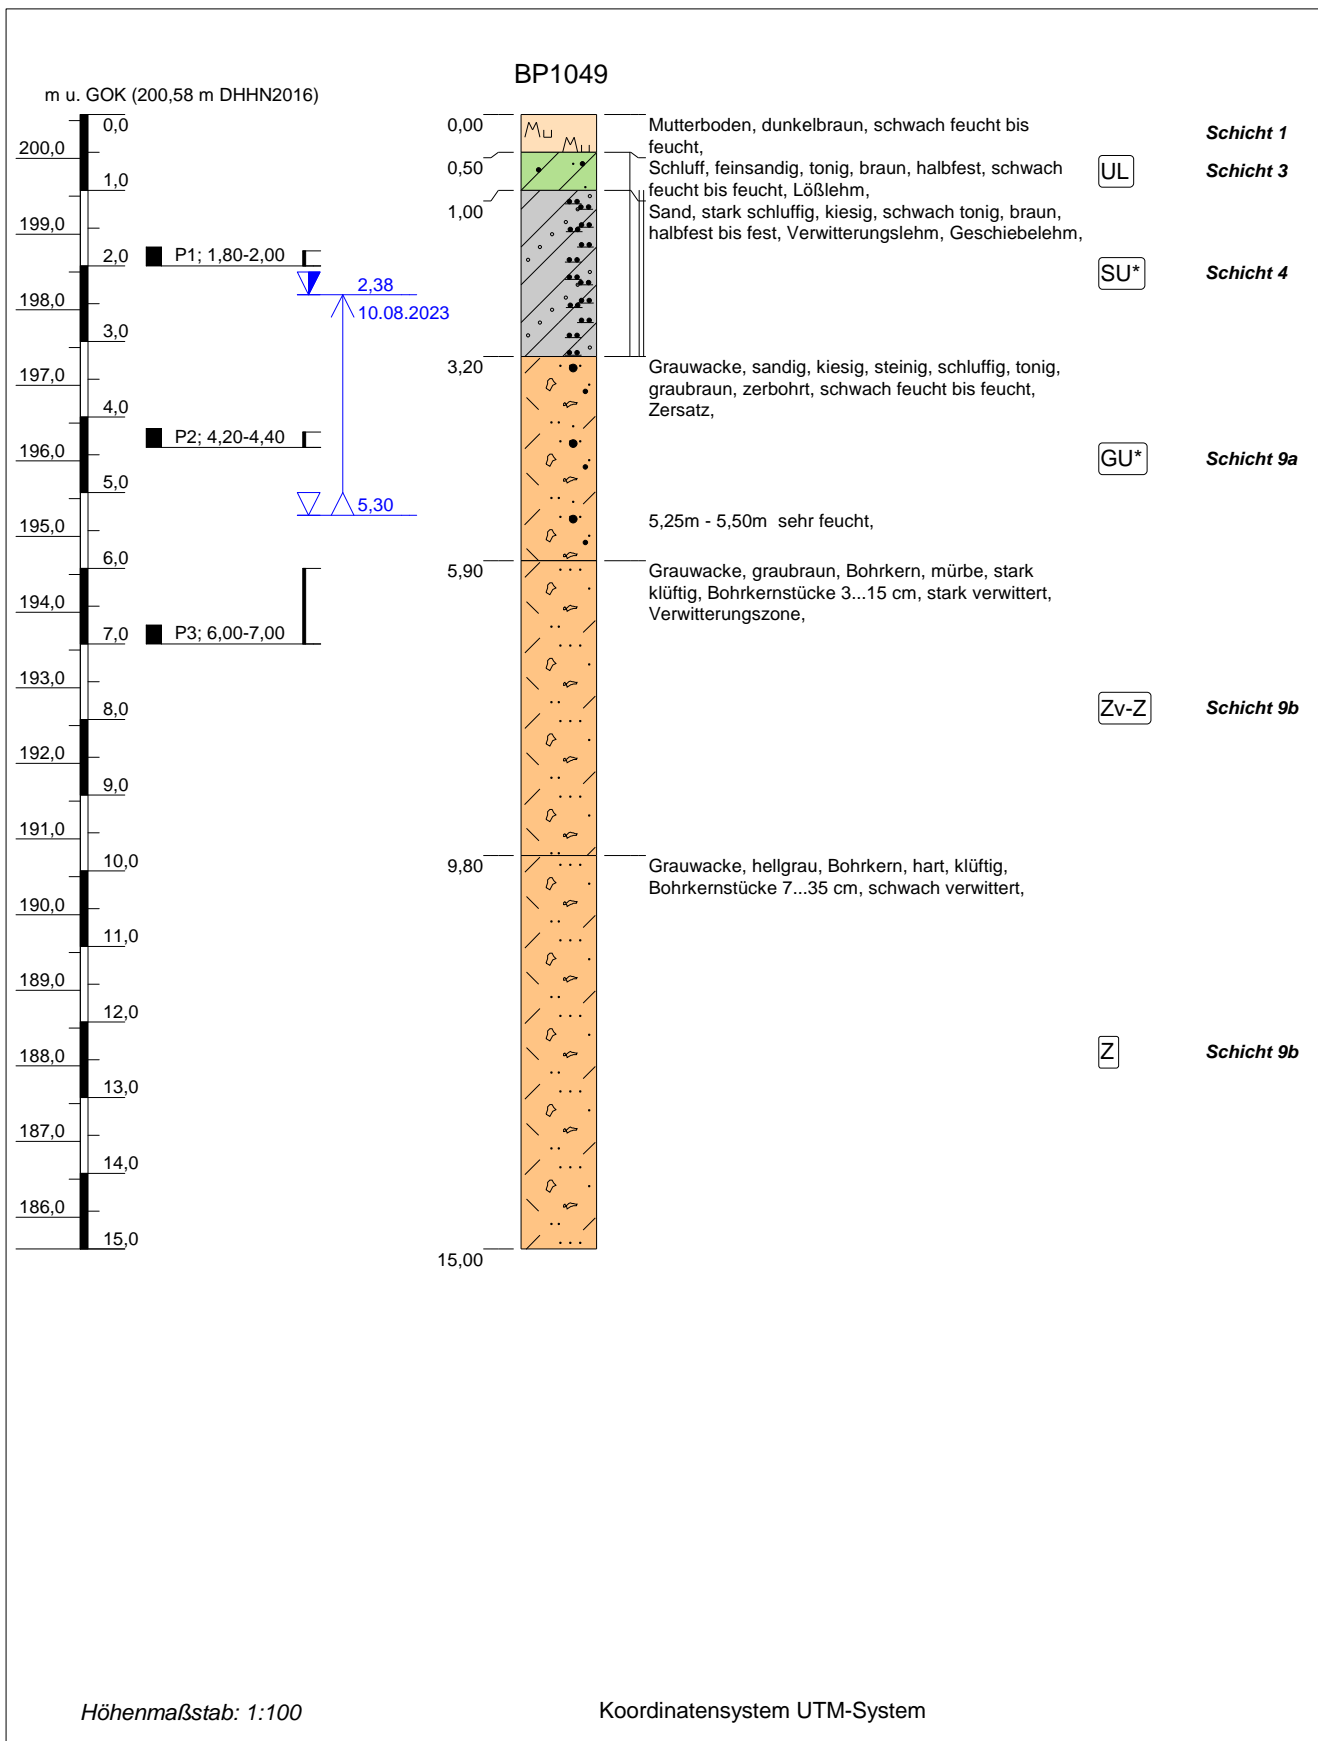 BP1049
m u. GOK (200,58 m DHHN2016)
0,0
200,0
1,0
199,0
2,0
198,0
3,0
197,0
4,0
196,0
5,0
195,0
6,0
194,0
7,0
193,0
8,0
192,0
9,0
191,0
10,0
190,0
11,0
189,0
12,0
188,0
13,0
187,0
14,0
186,0
15,0
P1; 1,80-2,00
2,38
10.08.2023
P2; 4,20-4,40
5,30
P3; 6,00-7,00
0,00
Mu
Mu
Mutterboden, dunkelbraun, schwach feucht bis
feucht,
Schicht 1
0,50
Schluff, feinsandig, tonig, braun, halbfest, schwach
feucht bis feucht, Lößlehm,
UL
Schicht 3
1,00
Sand, stark schluffig, kiesig, schwach tonig, braun,
halbfest bis fest, Verwitterungslehm, Geschiebelehm,
SU*
Schicht 4
3,20
Grauwacke, sandig, kiesig, steinig, schluffig, tonig,
graubraun, zerbohrt, schwach feucht bis feucht,
Zersatz,
GU*
Schicht 9a
5,25m - 5,50m sehr feucht,
5,90
Grauwacke, graubraun, Bohrkern, mürbe, stark
klüftig, Bohrkernstücke 3...15 cm, stark verwittert,
Verwitterungszone,
Zv-Z
Schicht 9b
9,80
Grauwacke, hellgrau, Bohrkern, hart, klüftig,
Bohrkernstücke 7...35 cm, schwach verwittert,
Z
Schicht 9b
15,00
Höhenmaßstab: 1:100
Koordinatensystem UTM-System